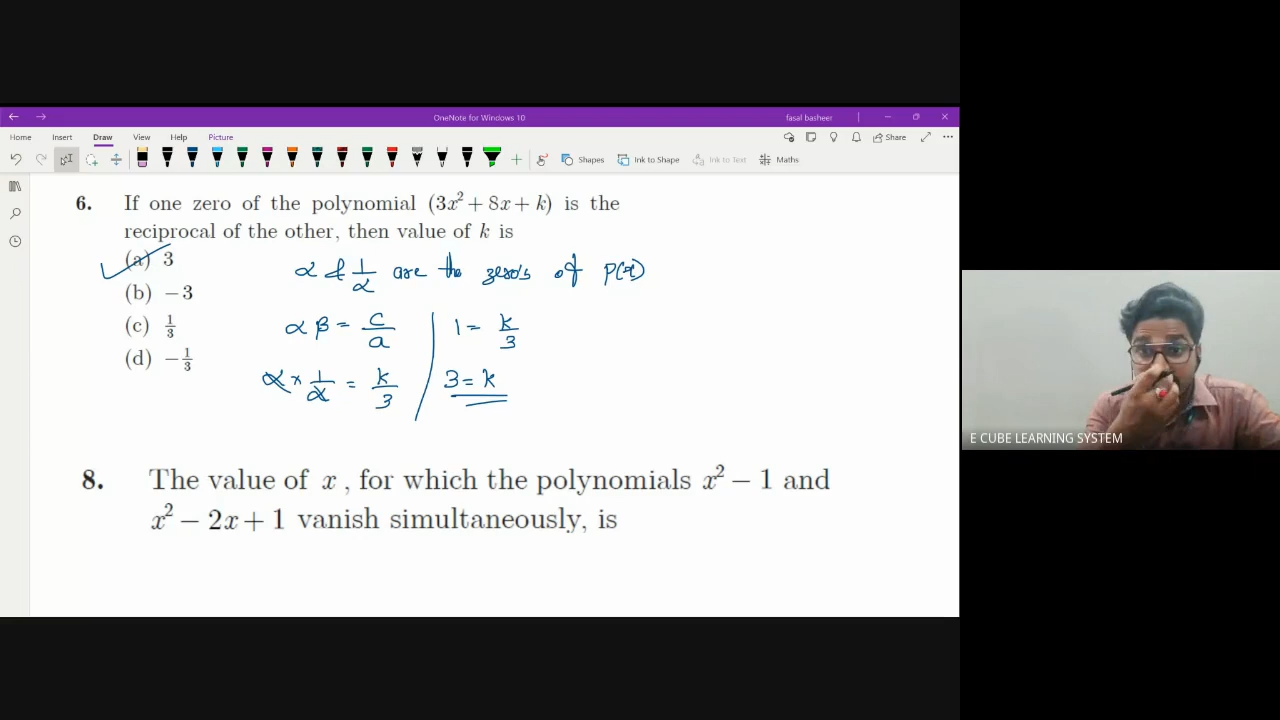 OneNote for Windows 10
fasal basheer
Home Insert Draw View Help Picture
Share
Shapes Ink to Shape Ink to Text Maths
6. If one zero of the polynomial (3x² + 8x + k) is the
reciprocal of the other, then value of k is
(a) 3
(b) −3
(c) 1/3
(d) −1/3
α & 1/α are the zero's of P(x)
αβ = c/a
α × 1/α = k/3
1 = k/3
3 = k
8. The value of x, for which the polynomials x² − 1 and
x² − 2x + 1 vanish simultaneously, is
E CUBE LEARNING SYSTEM